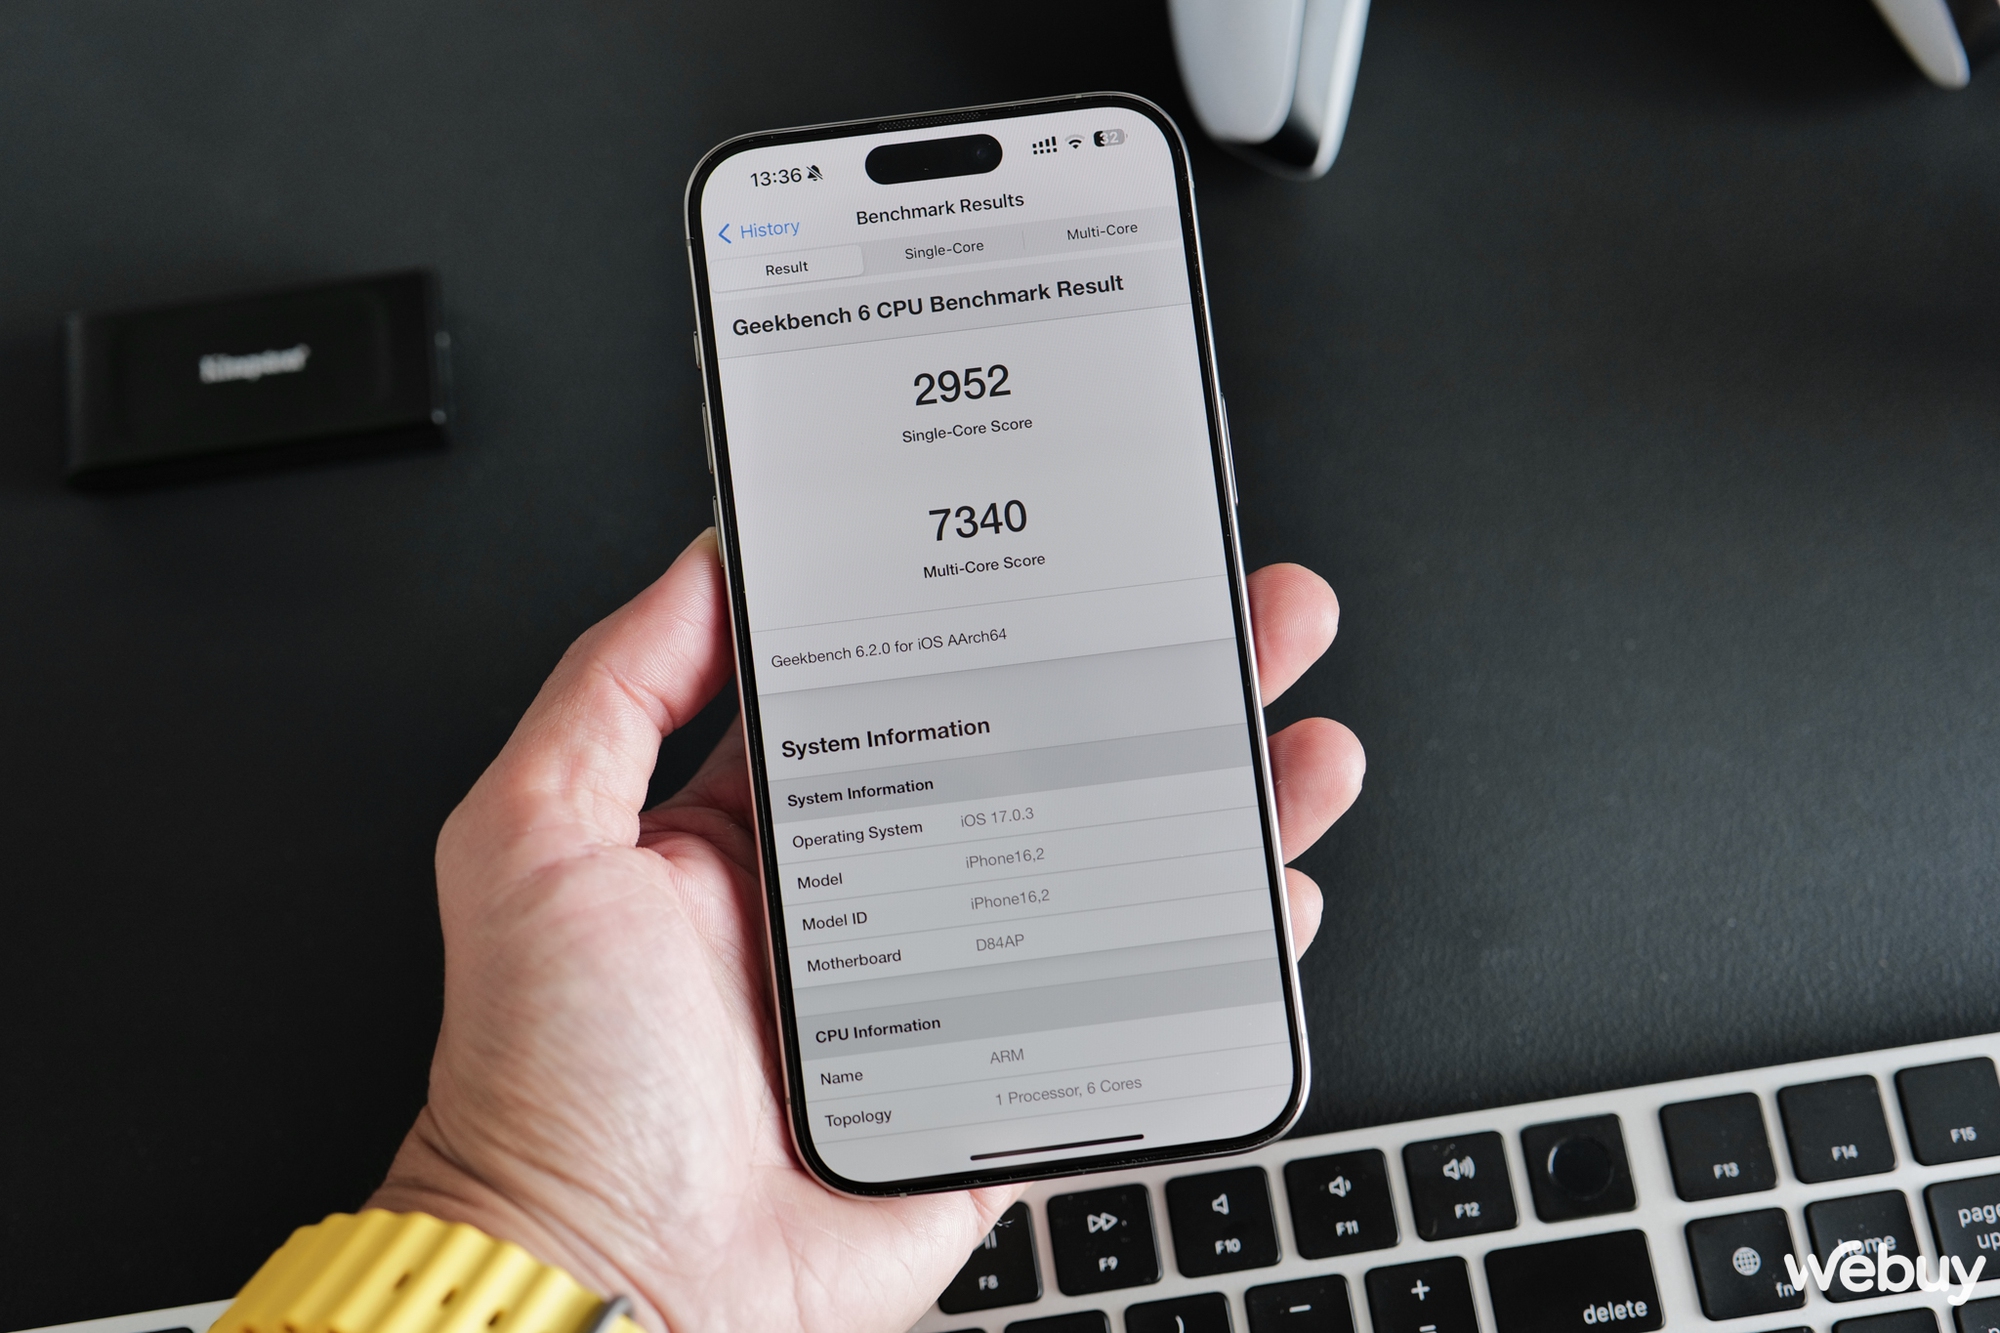 13:36
32
History
Benchmark Results
Result
Single-Core
Multi-Core
Geekbench 6 CPU Benchmark Result
2952
Single-Core Score
7340
Multi-Core Score
Geekbench 6.2.0 for iOS AArch64
System Information
System Information
Operating System iOS 17.0.3
Model iPhone16,2
Model ID iPhone16,2
Motherboard D84AP
CPU Information
Name ARM
Topology 1 Processor, 6 Cores
Kingston
F8
F9
F10
F11
F12
F13
F14
F15
fn
home
page up
delete
webuy